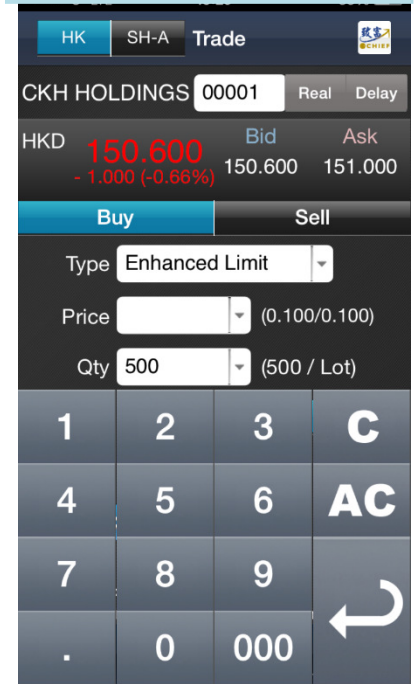 HK SH-A Trade 致富 CHIEF
CKH HOLDINGS 00001 Real Delay
HKD 150.600 Bid Ask
- 1.000 (-0.66%) 150.600 151.000
Buy Sell
Type Enhanced Limit
Price (0.100/0.100)
Qty 500 (500 / Lot)
1 2 3 C
4 5 6 AC
7 8 9
. 0 000